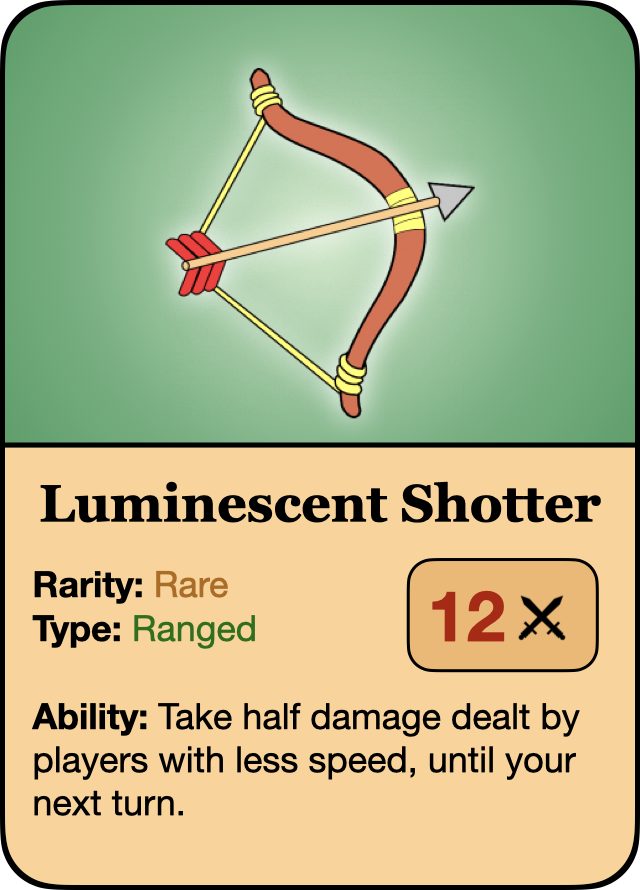 Luminescent Shotter
Rarity: Rare
Type: Ranged
12
Ability: Take half damage dealt by
players with less speed, until your
next turn.